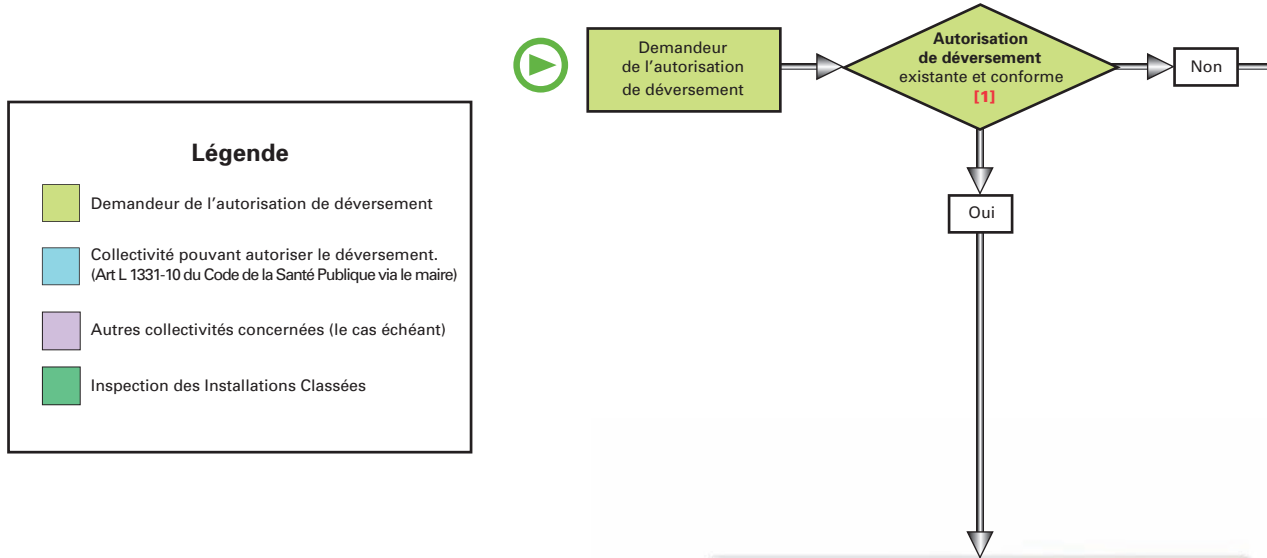 Demandeur
de l'autorisation
de déversement
Autorisation
de déversement
existante et conforme
[1]
Non
Oui
Légende
Demandeur de l'autorisation de déversement
Collectivité pouvant autoriser le déversement.
(Art L 1331-10 du Code de la Santé Publique via le maire)
Autres collectivités concernées (le cas échéant)
Inspection des Installations Classées